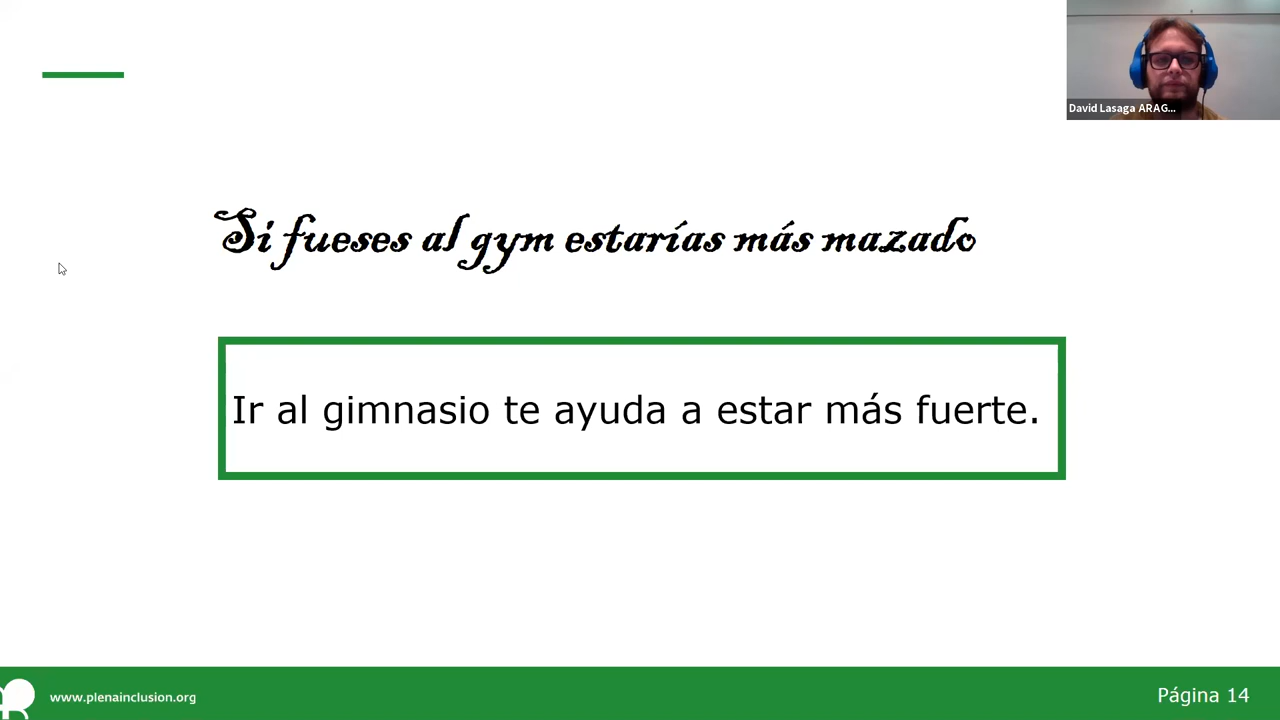 David Lasaga ARAG...
Si fueses al gym estarías más mazado
Ir al gimnasio te ayuda a estar más fuerte.
www.plenainclusion.org
Página 14